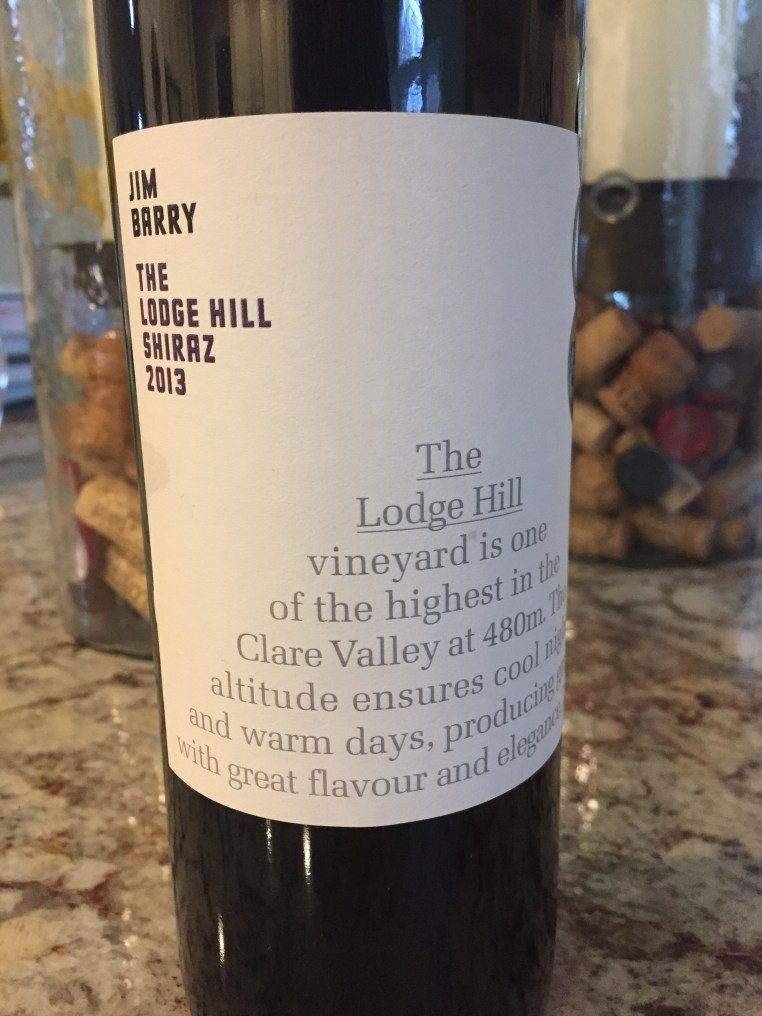 JIM
BARRY
THE
LODGE HILL
SHIRAZ
2013
The
Lodge Hill
vineyard is one
of the highest in the
Clare Valley at 480m.
altitude ensures cool
and warm days, producing
with great flavour and elegance